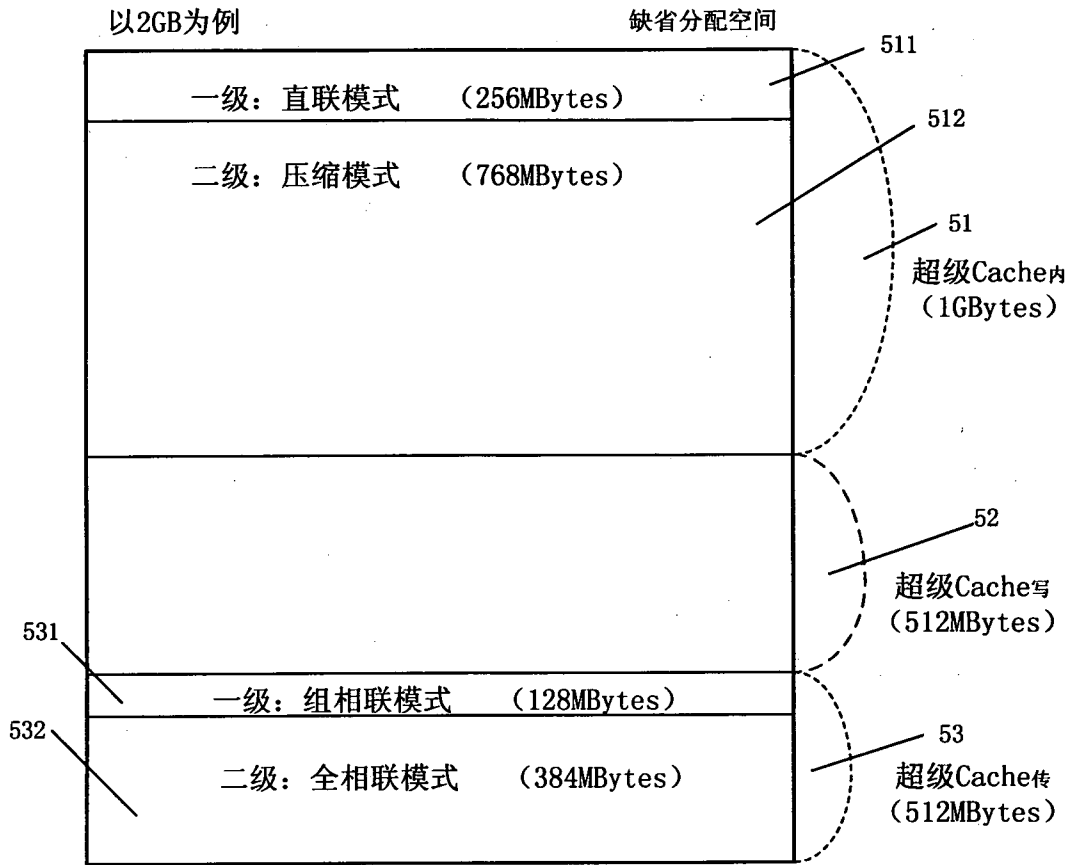 以2GB为例
缺省分配空间
511
一级：直联模式 （256MBytes）
512
二级：压缩模式 （768MBytes）
51
超级Cache内
（1GBytes）
52
超级Cache写
（512MBytes）
531
一级：组相联模式 （128MBytes）
532
53
二级：全相联模式 （384MBytes）
超级Cache传
（512MBytes）